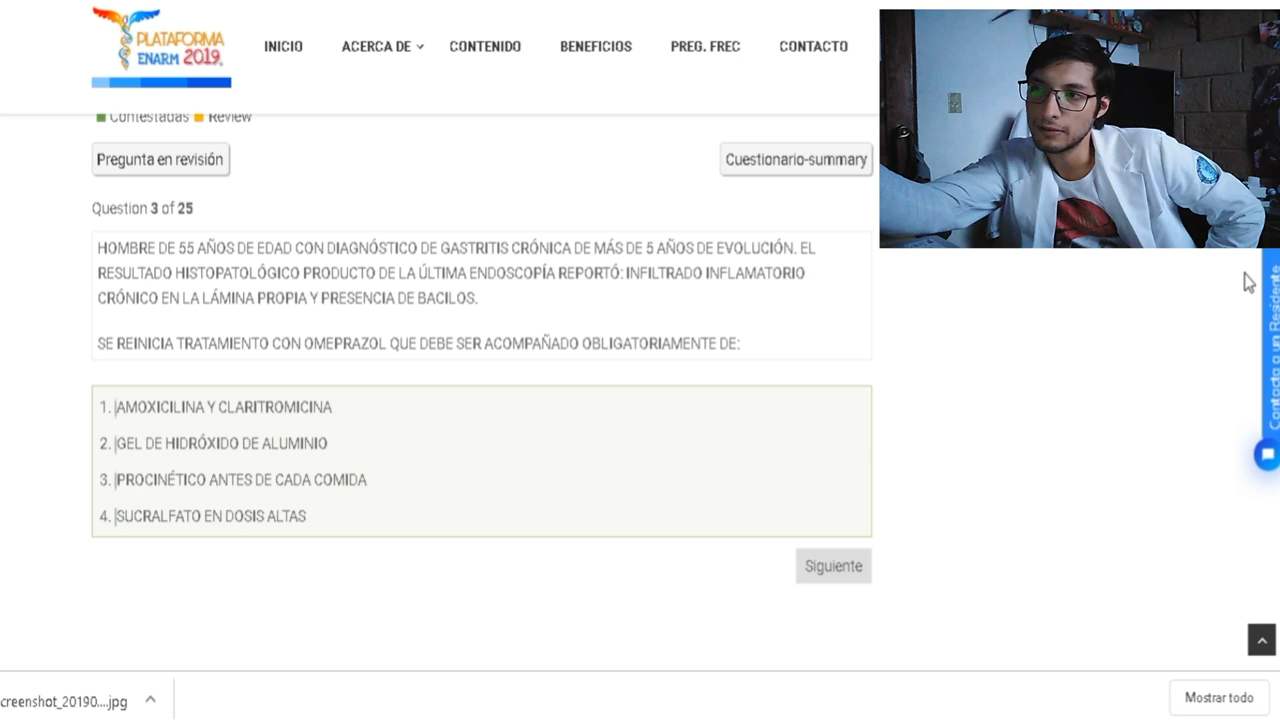 PLATAFORMA
ENARM 2019
INICIO
ACERCA DE
CONTENIDO
BENEFICIOS
PREG. FREC
CONTACTO
Contestadas Review
Pregunta en revisión
Cuestionario-summary
Question 3 of 25
HOMBRE DE 55 AÑOS DE EDAD CON DIAGNÓSTICO DE GASTRITIS CRÓNICA DE MÁS DE 5 AÑOS DE EVOLUCIÓN. EL
RESULTADO HISTOPATOLÓGICO PRODUCTO DE LA ÚLTIMA ENDOSCOPÍA REPORTÓ: INFILTRADO INFLAMATORIO
CRÓNICO EN LA LÁMINA PROPIA Y PRESENCIA DE BACILOS.
SE REINICIA TRATAMIENTO CON OMEPRAZOL QUE DEBE SER ACOMPAÑADO OBLIGATORIAMENTE DE:
1. AMOXICILINA Y CLARITROMICINA
2. GEL DE HIDRÓXIDO DE ALUMINIO
3. PROCINÉTICO ANTES DE CADA COMIDA
4. SUCRALFATO EN DOSIS ALTAS
Siguiente
Contacta a un Residente
creenshot_20190....jpg
Mostrar todo